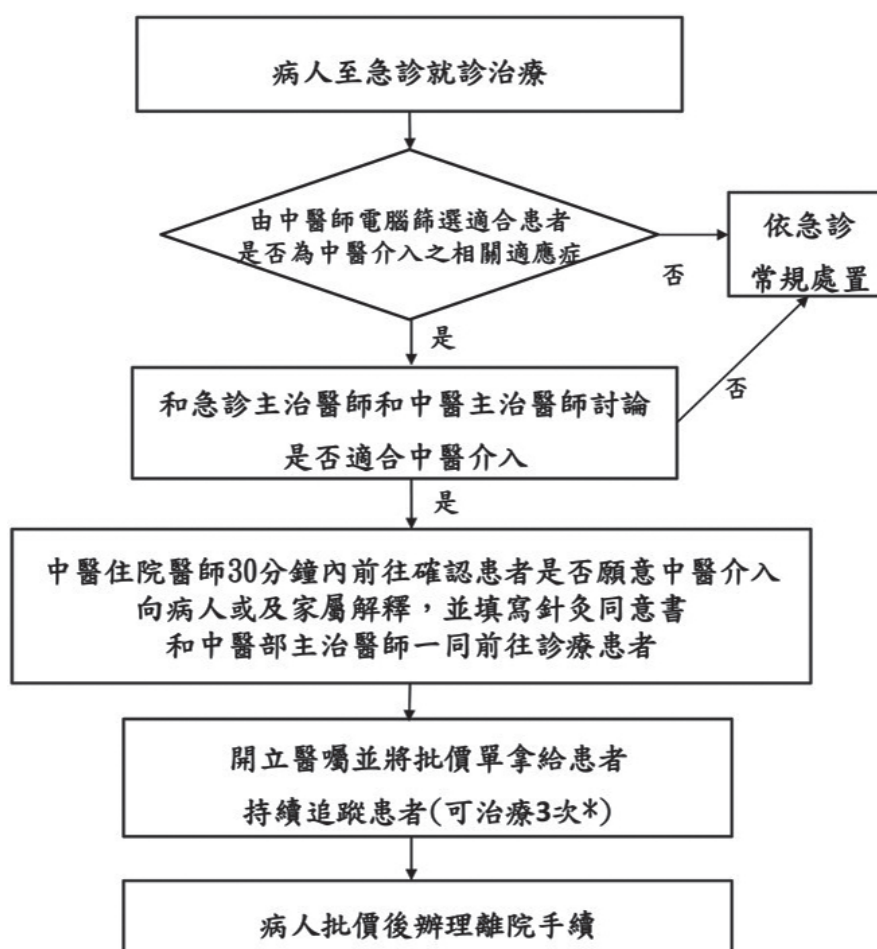 病人至急診就診治療
由中醫師電腦篩選適合患者
是否為中醫介入之相關適應症
否
依急診
常規處置
是
和急診主治醫師和中醫主治醫師討論
是否適合中醫介入
否
是
中醫住院醫師30分鐘內前往確認患者是否願意中醫介入
向病人或及家屬解釋，並填寫針灸同意書
和中醫部主治醫師一同前往診療患者
開立醫囑並將批價單拿給患者
持續追蹤患者(可治療3次*)
病人批價後辦理離院手續